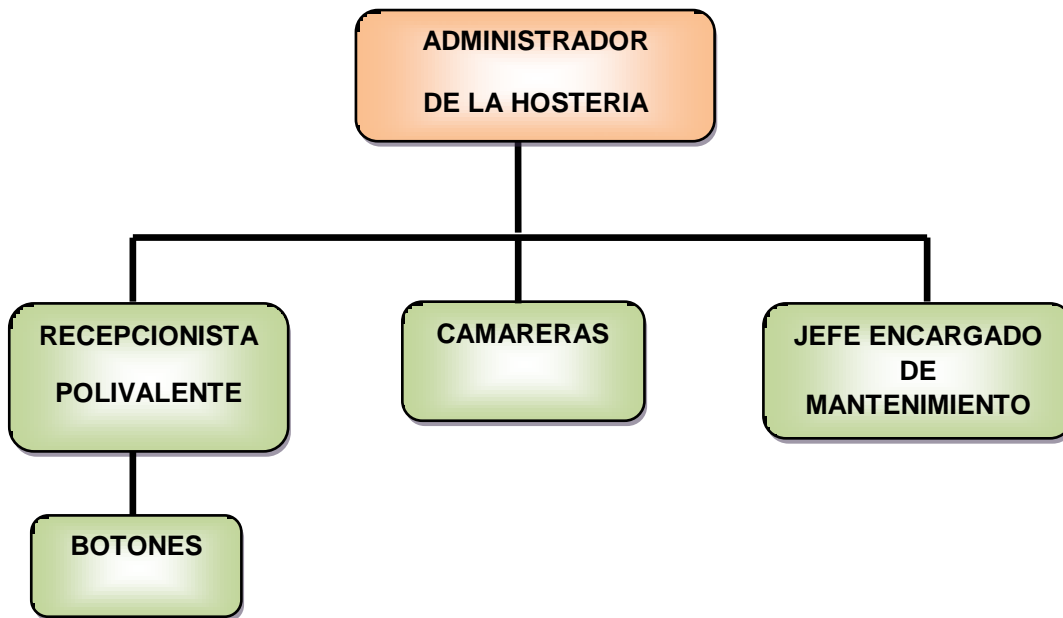 ADMINISTRADOR
DE LA HOSTERIA
RECEPCIONISTA
POLIVALENTE
CAMARERAS
JEFE ENCARGADO
DE
MANTENIMIENTO
BOTONES